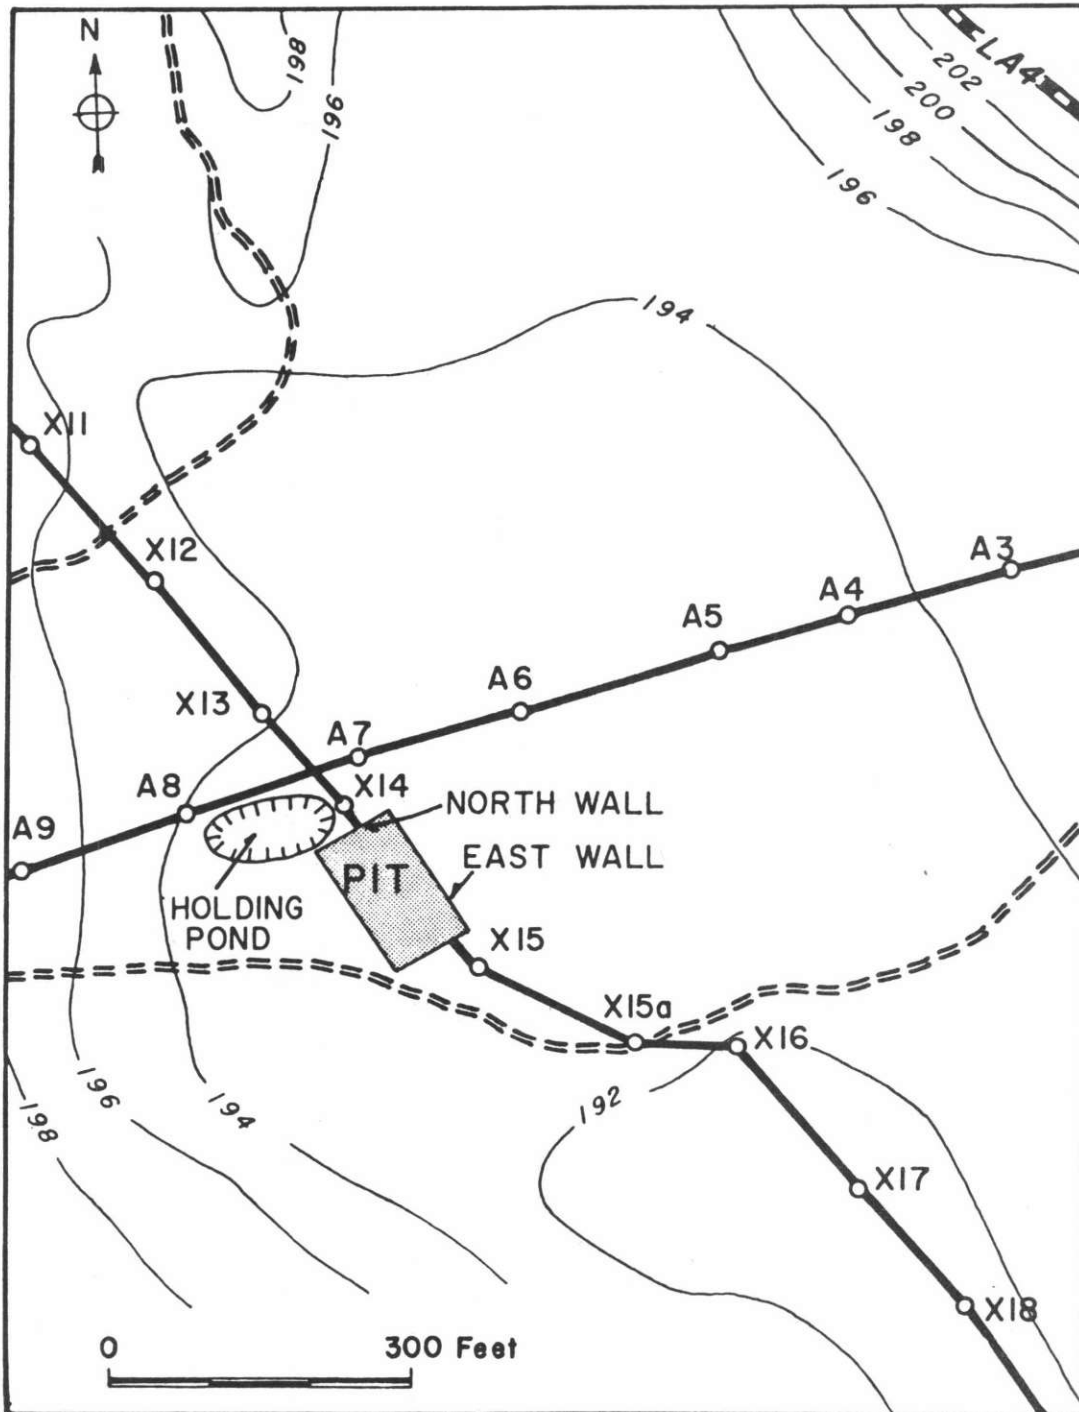 N
198
196
LA4
202
200
198
196
194
X11
X12
A3
A4
A5
A6
X13
A7
A8
X14
NORTH WALL
A9
EAST WALL
PIT
HOLDING
POND
X15
X15a
X16
192
196
194
198
X17
X18
0 300 Feet